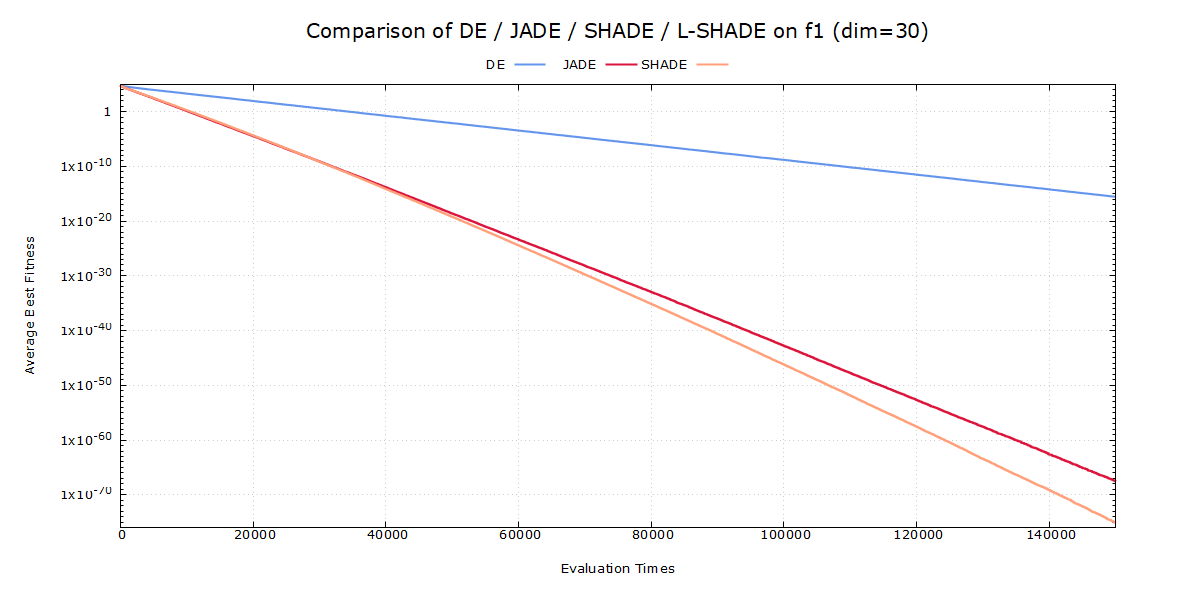 Comparison of DE / JADE / SHADE / L-SHADE on f1 (dim=30)
DE JADE SHADE
1
1x10^-10
1x10^-20
1x10^-30
1x10^-40
1x10^-50
1x10^-60
1x10^-70
Average Best Fitness
0 20000 40000 60000 80000 100000 120000 140000
Evaluation Times